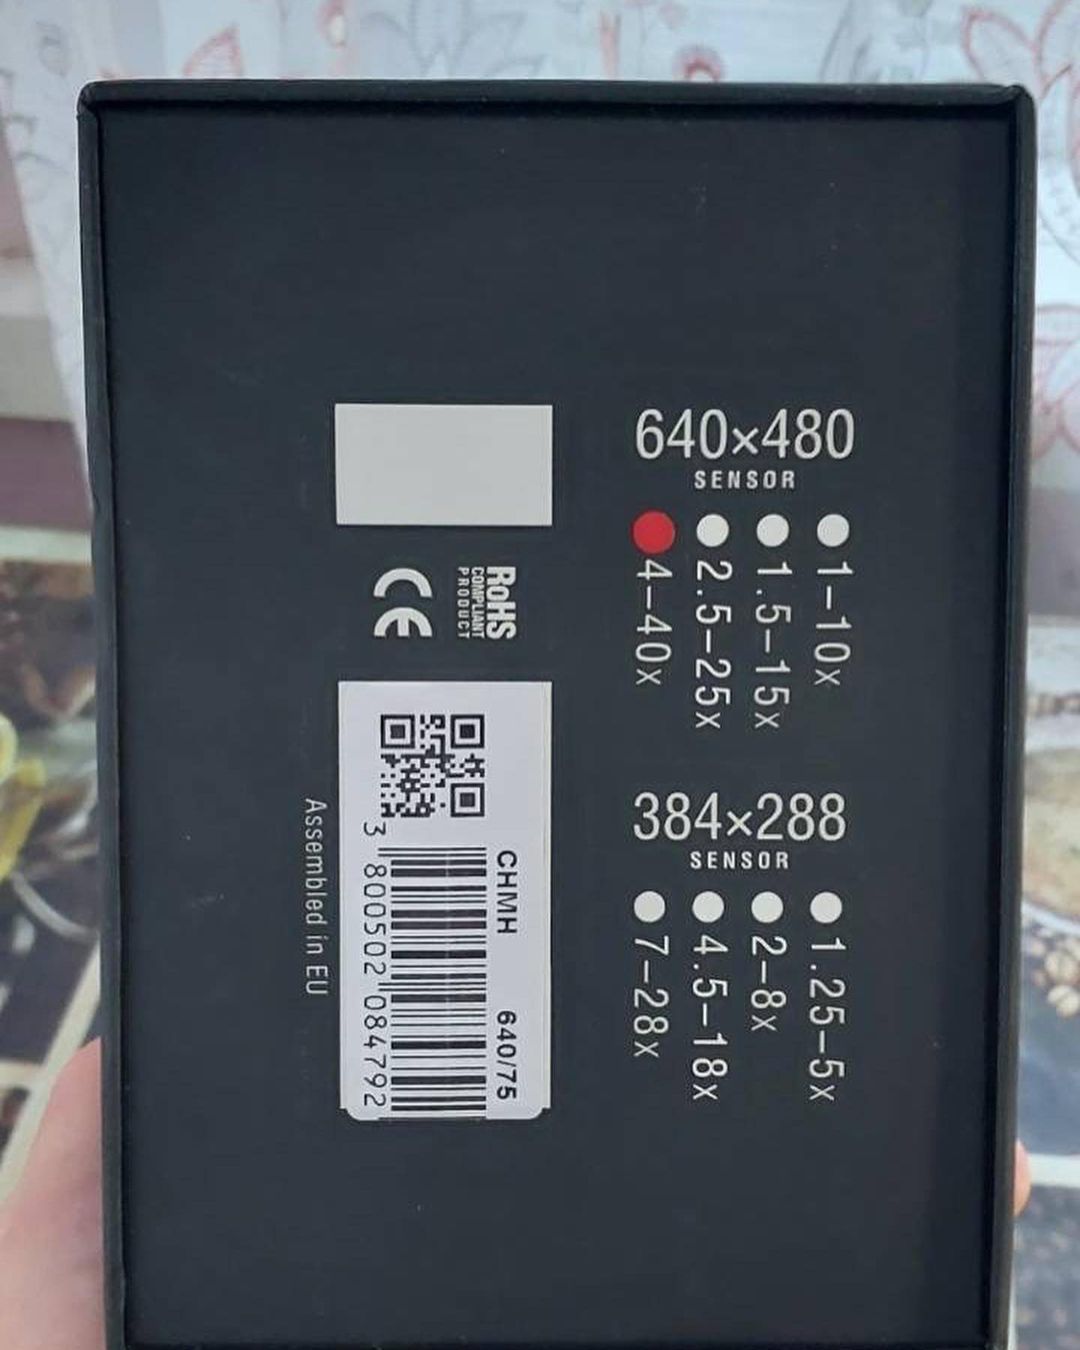 640×480
SENSOR
1–10x
1.5–15x
2.5–25x
4–40x
384×288
SENSOR
1.25–5x
2–8x
4.5–18x
7–28x
RoHS
COMPLIANT
PRODUCT
CE
CHMH 640/75
3 800502 084792
Assembled in EU